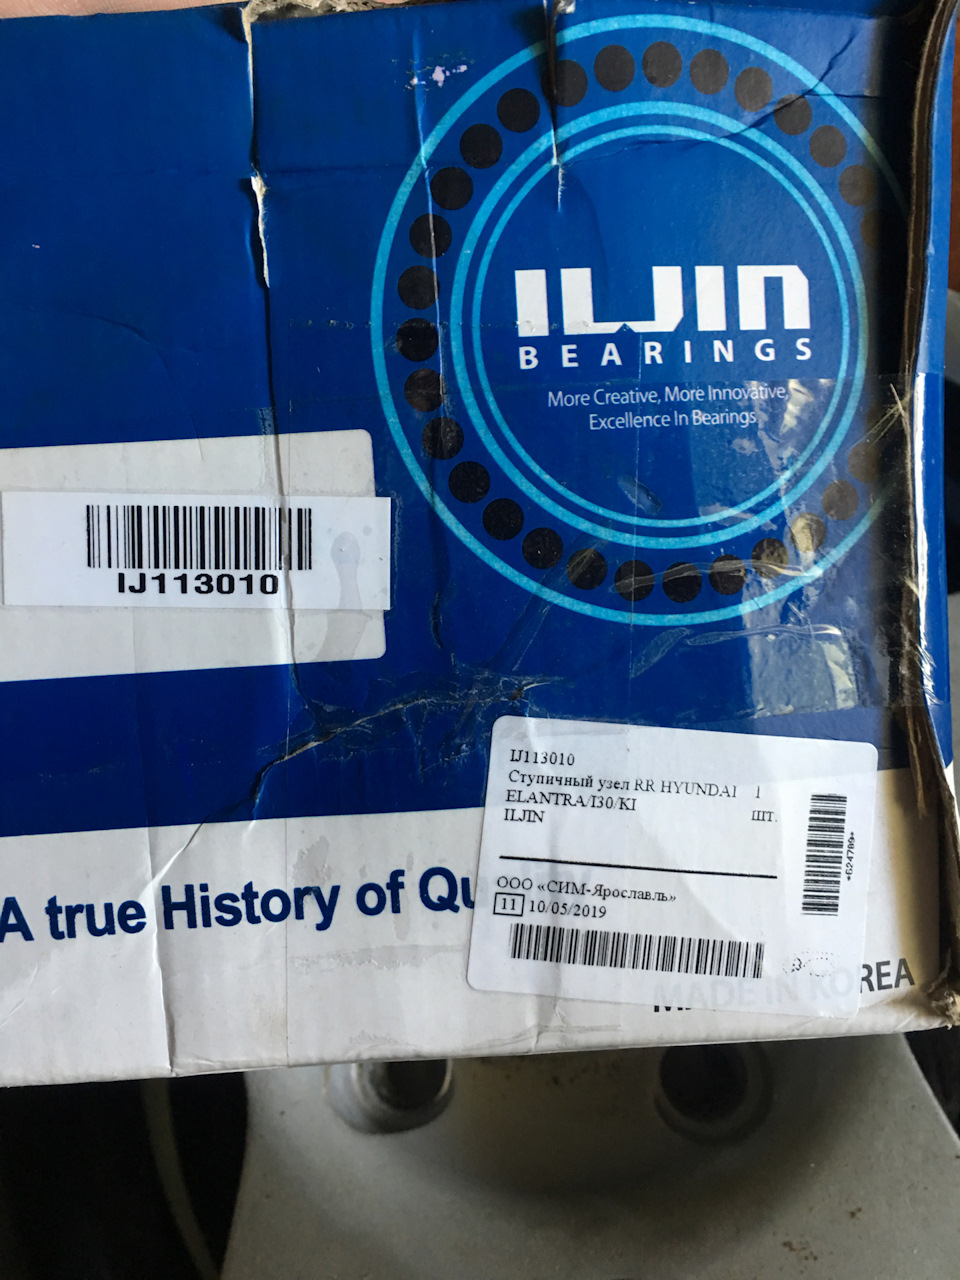 ILJIN
BEARINGS
More Creative, More Innovative,
Excellence In Bearings
IJ113010
IJ113010
Ступичный узел RR HYUNDAI 1
ELANTRA/I30/KI шт.
ILJIN
*624789*
ООО «СИМ-Ярославль»
11 10/05/2019
A true History of Qu
MADE IN KOREA